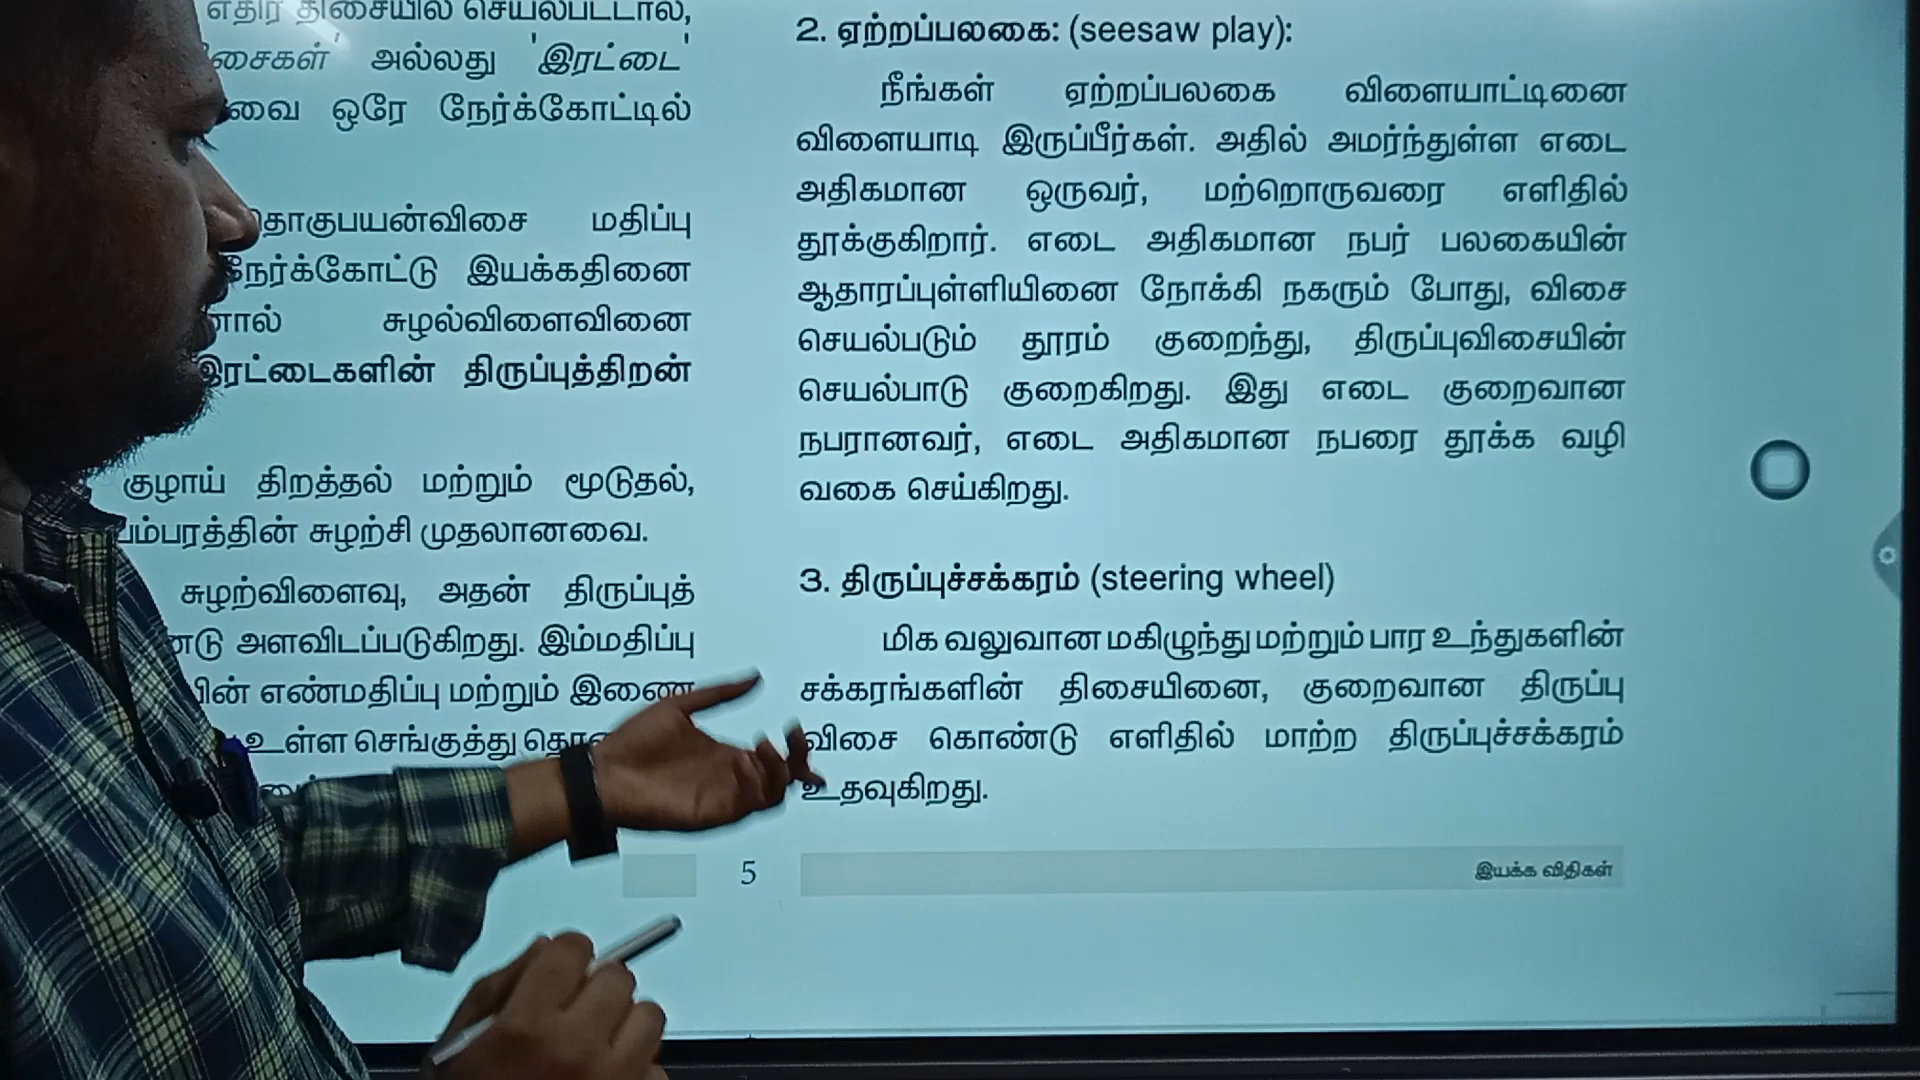 எதிர் திசையில் செயல்பட்டால்,
அல்லது 'இரட்டை'
ஒரே நேர்க்கோட்டில்
மதிப்பு
இயக்கதினை
சுழல்விளைவினை
இரட்டைகளின் திருப்புத்திறன்
குழாய் திறத்தல் மற்றும் மூடுதல்,
பம்பரத்தின் சுழற்சி முதலானவை.
சுழற்விளைவு, அதன் திருப்புத்
அளவிடப்படுகிறது. இம்மதிப்பு
எண்மதிப்பு மற்றும் இணை
உள்ள செங்குத்து
2. ஏற்றப்பலகை: (seesaw play):
நீங்கள் ஏற்றப்பலகை விளையாட்டினை
விளையாடி இருப்பீர்கள். அதில் அமர்ந்துள்ள எடை
அதிகமான ஒருவர், மற்றொருவரை எளிதில்
தூக்குகிறார். எடை அதிகமான நபர் பலகையின்
ஆதாரப்புள்ளியினை நோக்கி நகரும் போது, விசை
செயல்படும் தூரம் குறைந்து, திருப்புவிசையின்
செயல்பாடு குறைகிறது. இது எடை குறைவான
நபரானவர், எடை அதிகமான நபரை தூக்க வழி
வகை செய்கிறது.
3. திருப்புச்சக்கரம் (steering wheel)
மிக வலுவான மகிழுந்து மற்றும் பார உந்துகளின்
சக்கரங்களின் திசையினை, குறைவான திருப்பு
விசை கொண்டு எளிதில் மாற்ற திருப்புச்சக்கரம்
உதவுகிறது.
5
இயக்க விதிகள்